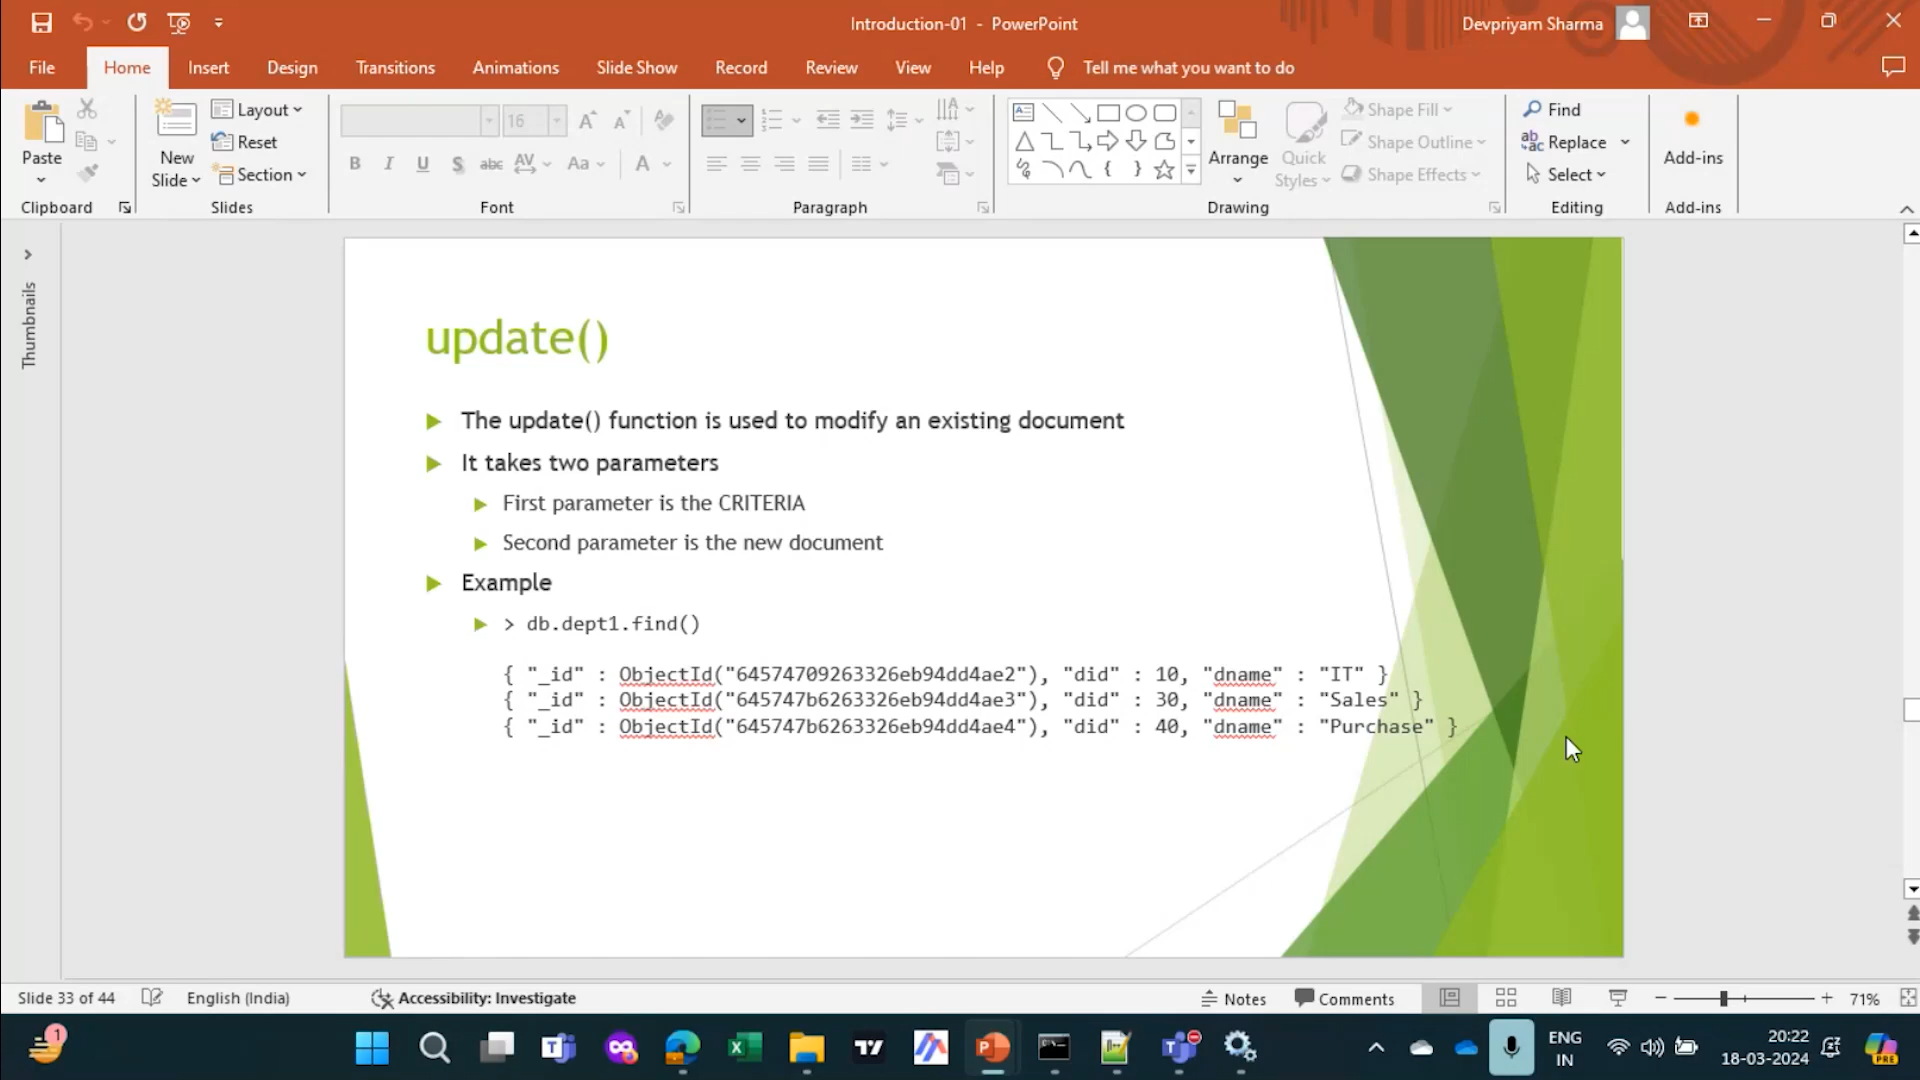 Introduction-01 - PowerPoint
Devpriyam Sharma
File Home Insert Design Transitions Animations Slide Show Record Review View Help Tell me what you want to do
Paste
New Slide
Layout
Reset
Section
16
Arrange
Quick Styles
Shape Fill
Shape Outline
Shape Effects
Find
Replace
Select
Add-ins
Clipboard Slides Font Paragraph Drawing Editing Add-ins
Thumbnails
update()
The update() function is used to modify an existing document
It takes two parameters
First parameter is the CRITERIA
Second parameter is the new document
Example
> db.dept1.find()
{ "_id" : ObjectId("64574709263326eb94dd4ae2"), "did" : 10, "dname" : "IT" }
{ "_id" : ObjectId("645747b6263326eb94dd4ae3"), "did" : 30, "dname" : "Sales" }
{ "_id" : ObjectId("645747b6263326eb94dd4ae4"), "did" : 40, "dname" : "Purchase" }
Slide 33 of 44 English (India) Accessibility: Investigate Notes Comments 71%
1
ENG
IN
20:22
18-03-2024
PRE